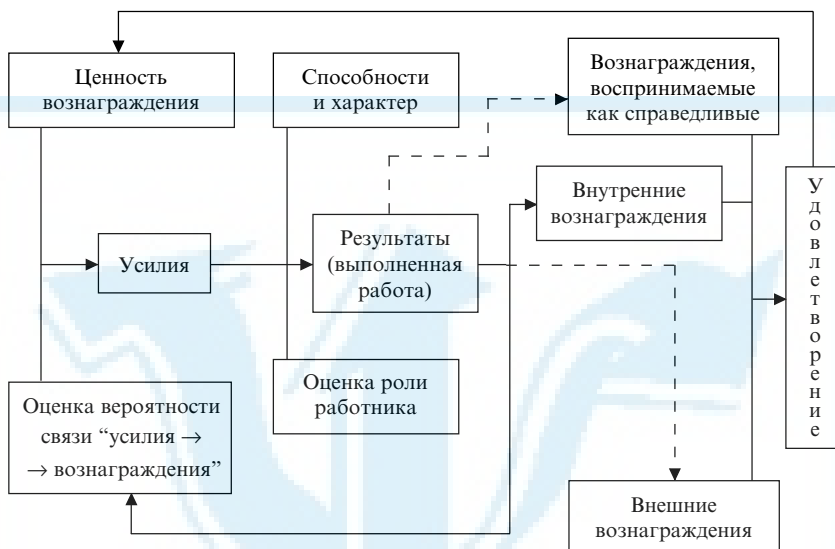 Ценность
вознаграждения
Способности
и характер
Вознаграждения,
воспринимаемые
как справедливые
Внутренние
вознаграждения
Удовлетворение
Усилия
Результаты
(выполненная
работа)
Оценка роли
работника
Оценка вероятности
связи “усилия →
→ вознаграждения”
Внешние
вознаграждения